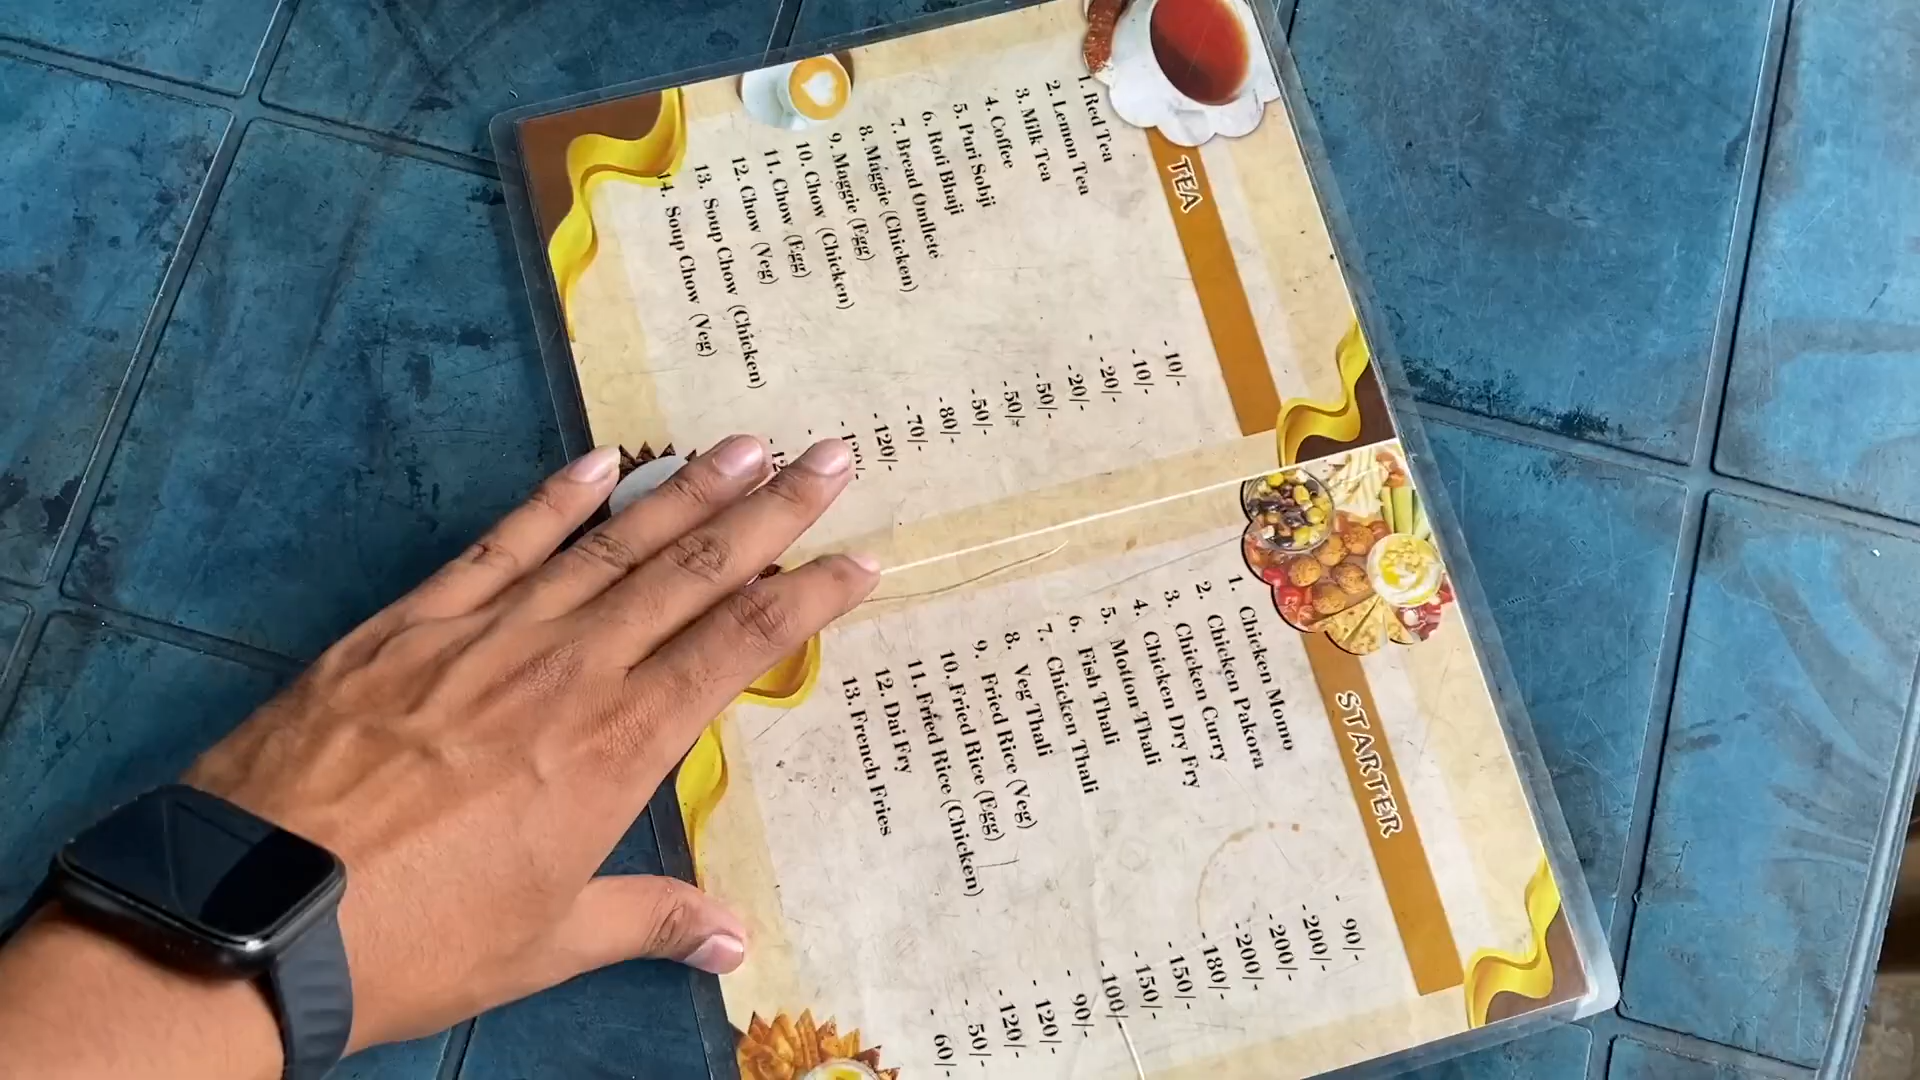 TEA
1. Red Tea - 10/-
2. Lemon Tea - 10/-
3. Milk Tea - 20/-
4. Coffee - 20/-
5. Puri Sobji - 50/-
6. Roti Bhaji - 50/-
7. Bread Omllete - 50/-
8. Maggie (Chicken) - 80/-
9. Maggie (Egg) - 70/-
10. Chow (Chicken) - 120/-
11. Chow (Egg)
12. Chow (Veg)
13. Soup Chow (Chicken)
14. Soup Chow (Veg)
STARTER
1. Chicken Momo - 90/-
2. Chicken Pakora - 200/-
3. Chicken Curry - 200/-
4. Chicken Dry Fry - 200/-
5. Motton Thali - 180/-
6. Fish Thali - 150/-
7. Chicken Thali - 150/-
8. Veg Thali - 100/-
9. Fried Rice (Veg) - 90/-
10. Fried Rice (Egg) - 120/-
11. Fried Rice (Chicken) - 120/-
12. Dai Fry - 50/-
13. French Fries - 60/-